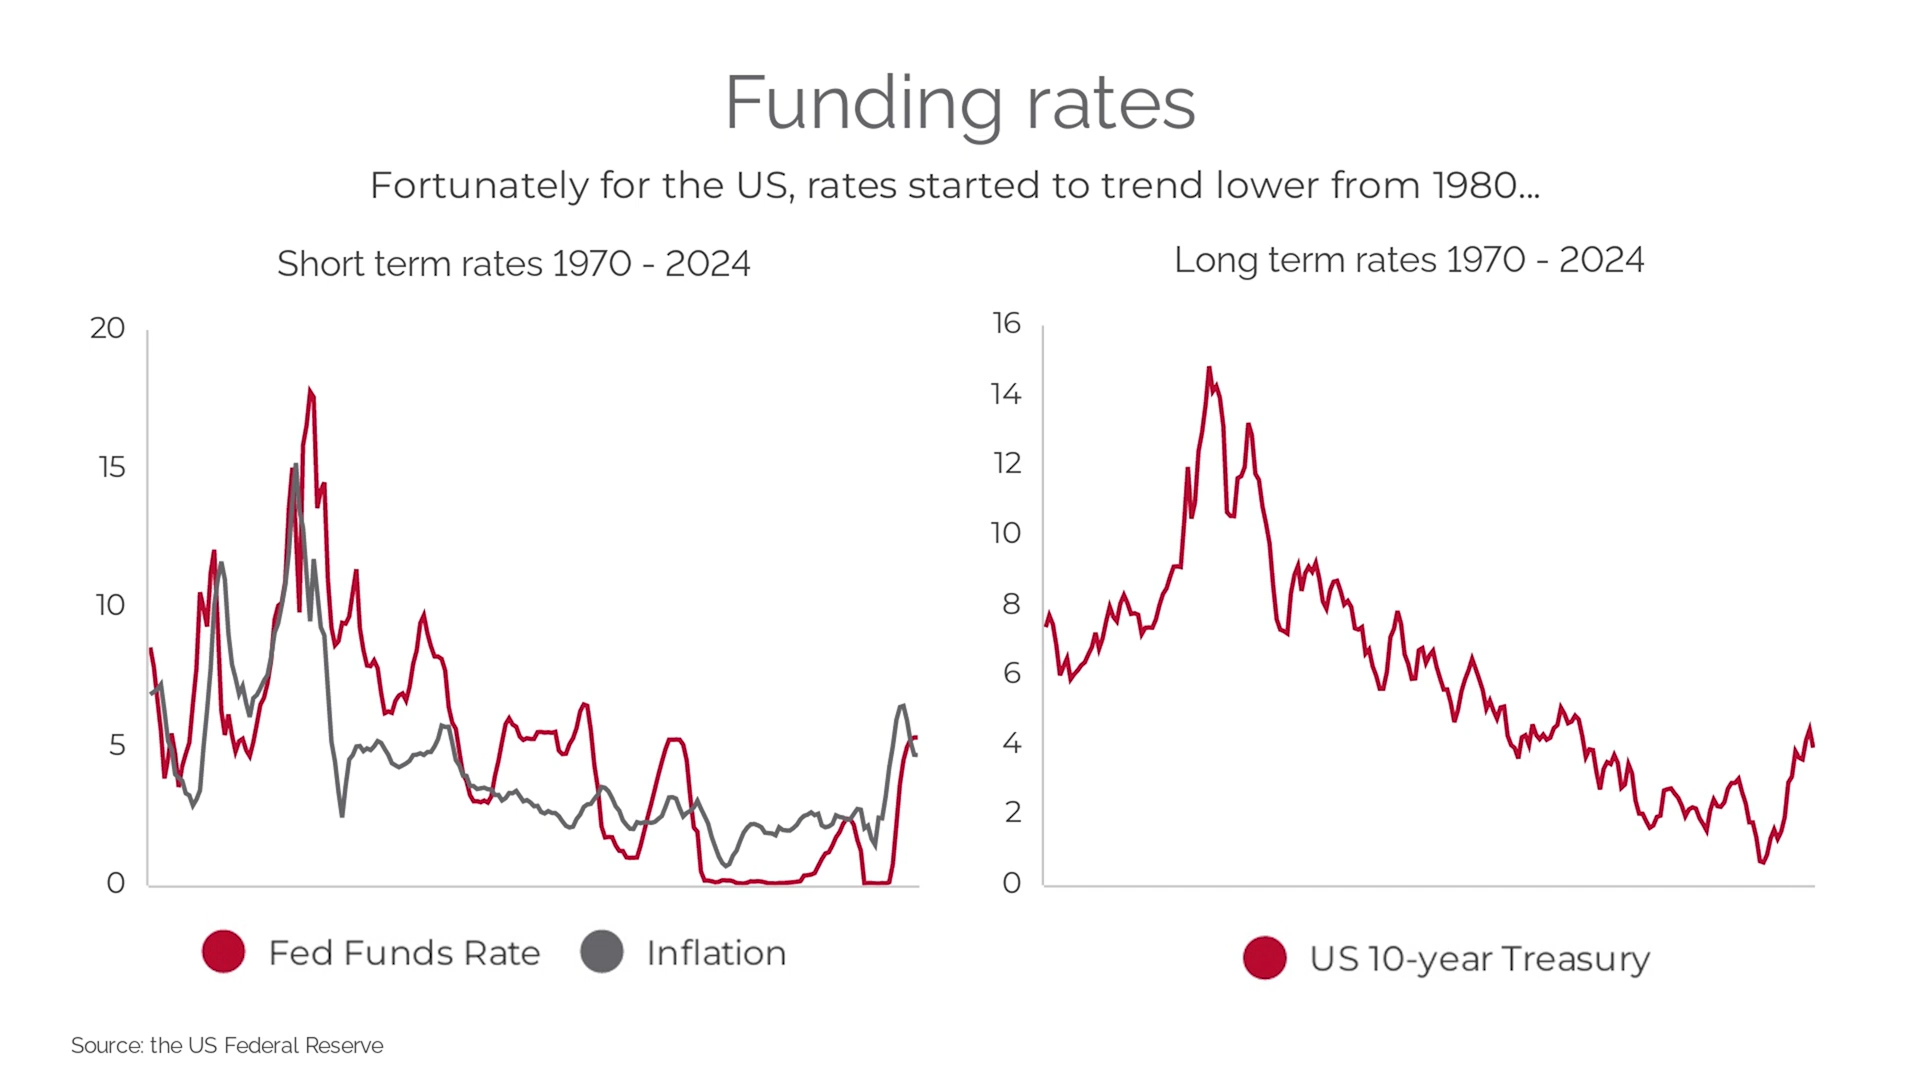 Funding rates
Fortunately for the US, rates started to trend lower from 1980...
Short term rates 1970 - 2024
20
15
10
5
0
Fed Funds Rate
Inflation
Long term rates 1970 - 2024
16
14
12
10
8
6
4
2
0
US 10-year Treasury
Source: the US Federal Reserve